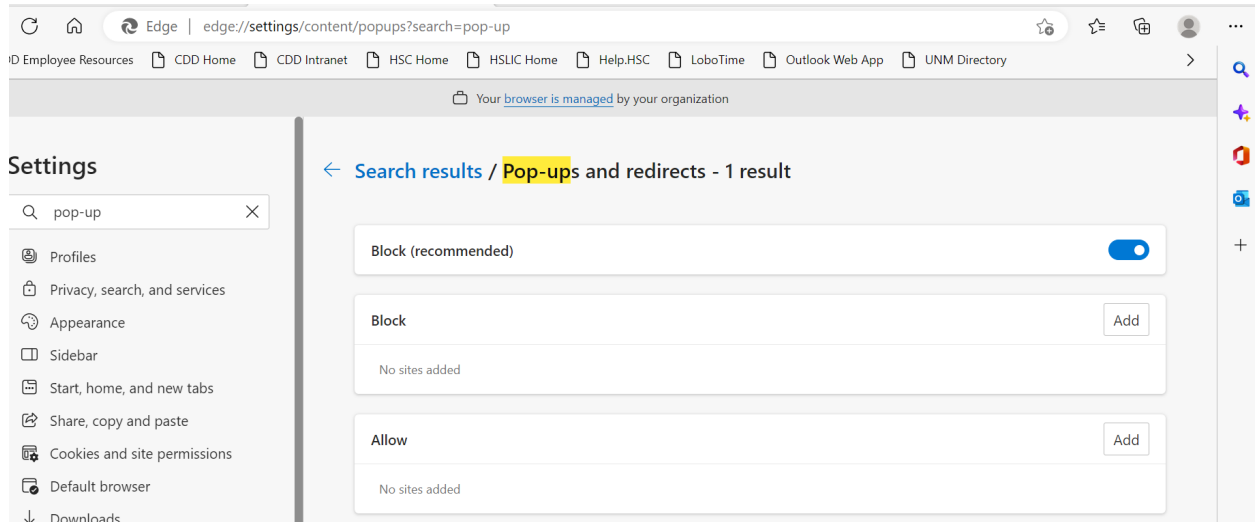 Edge | edge://settings/content/popups?search=pop-up
D Employee Resources CDD Home CDD Intranet HSC Home HSLIC Home Help.HSC LoboTime Outlook Web App UNM Directory
Your browser is managed by your organization
Settings
pop-up
Profiles
Privacy, search, and services
Appearance
Sidebar
Start, home, and new tabs
Share, copy and paste
Cookies and site permissions
Default browser
Downloads
Search results / Pop-ups and redirects - 1 result
Block (recommended)
Block Add
No sites added
Allow Add
No sites added